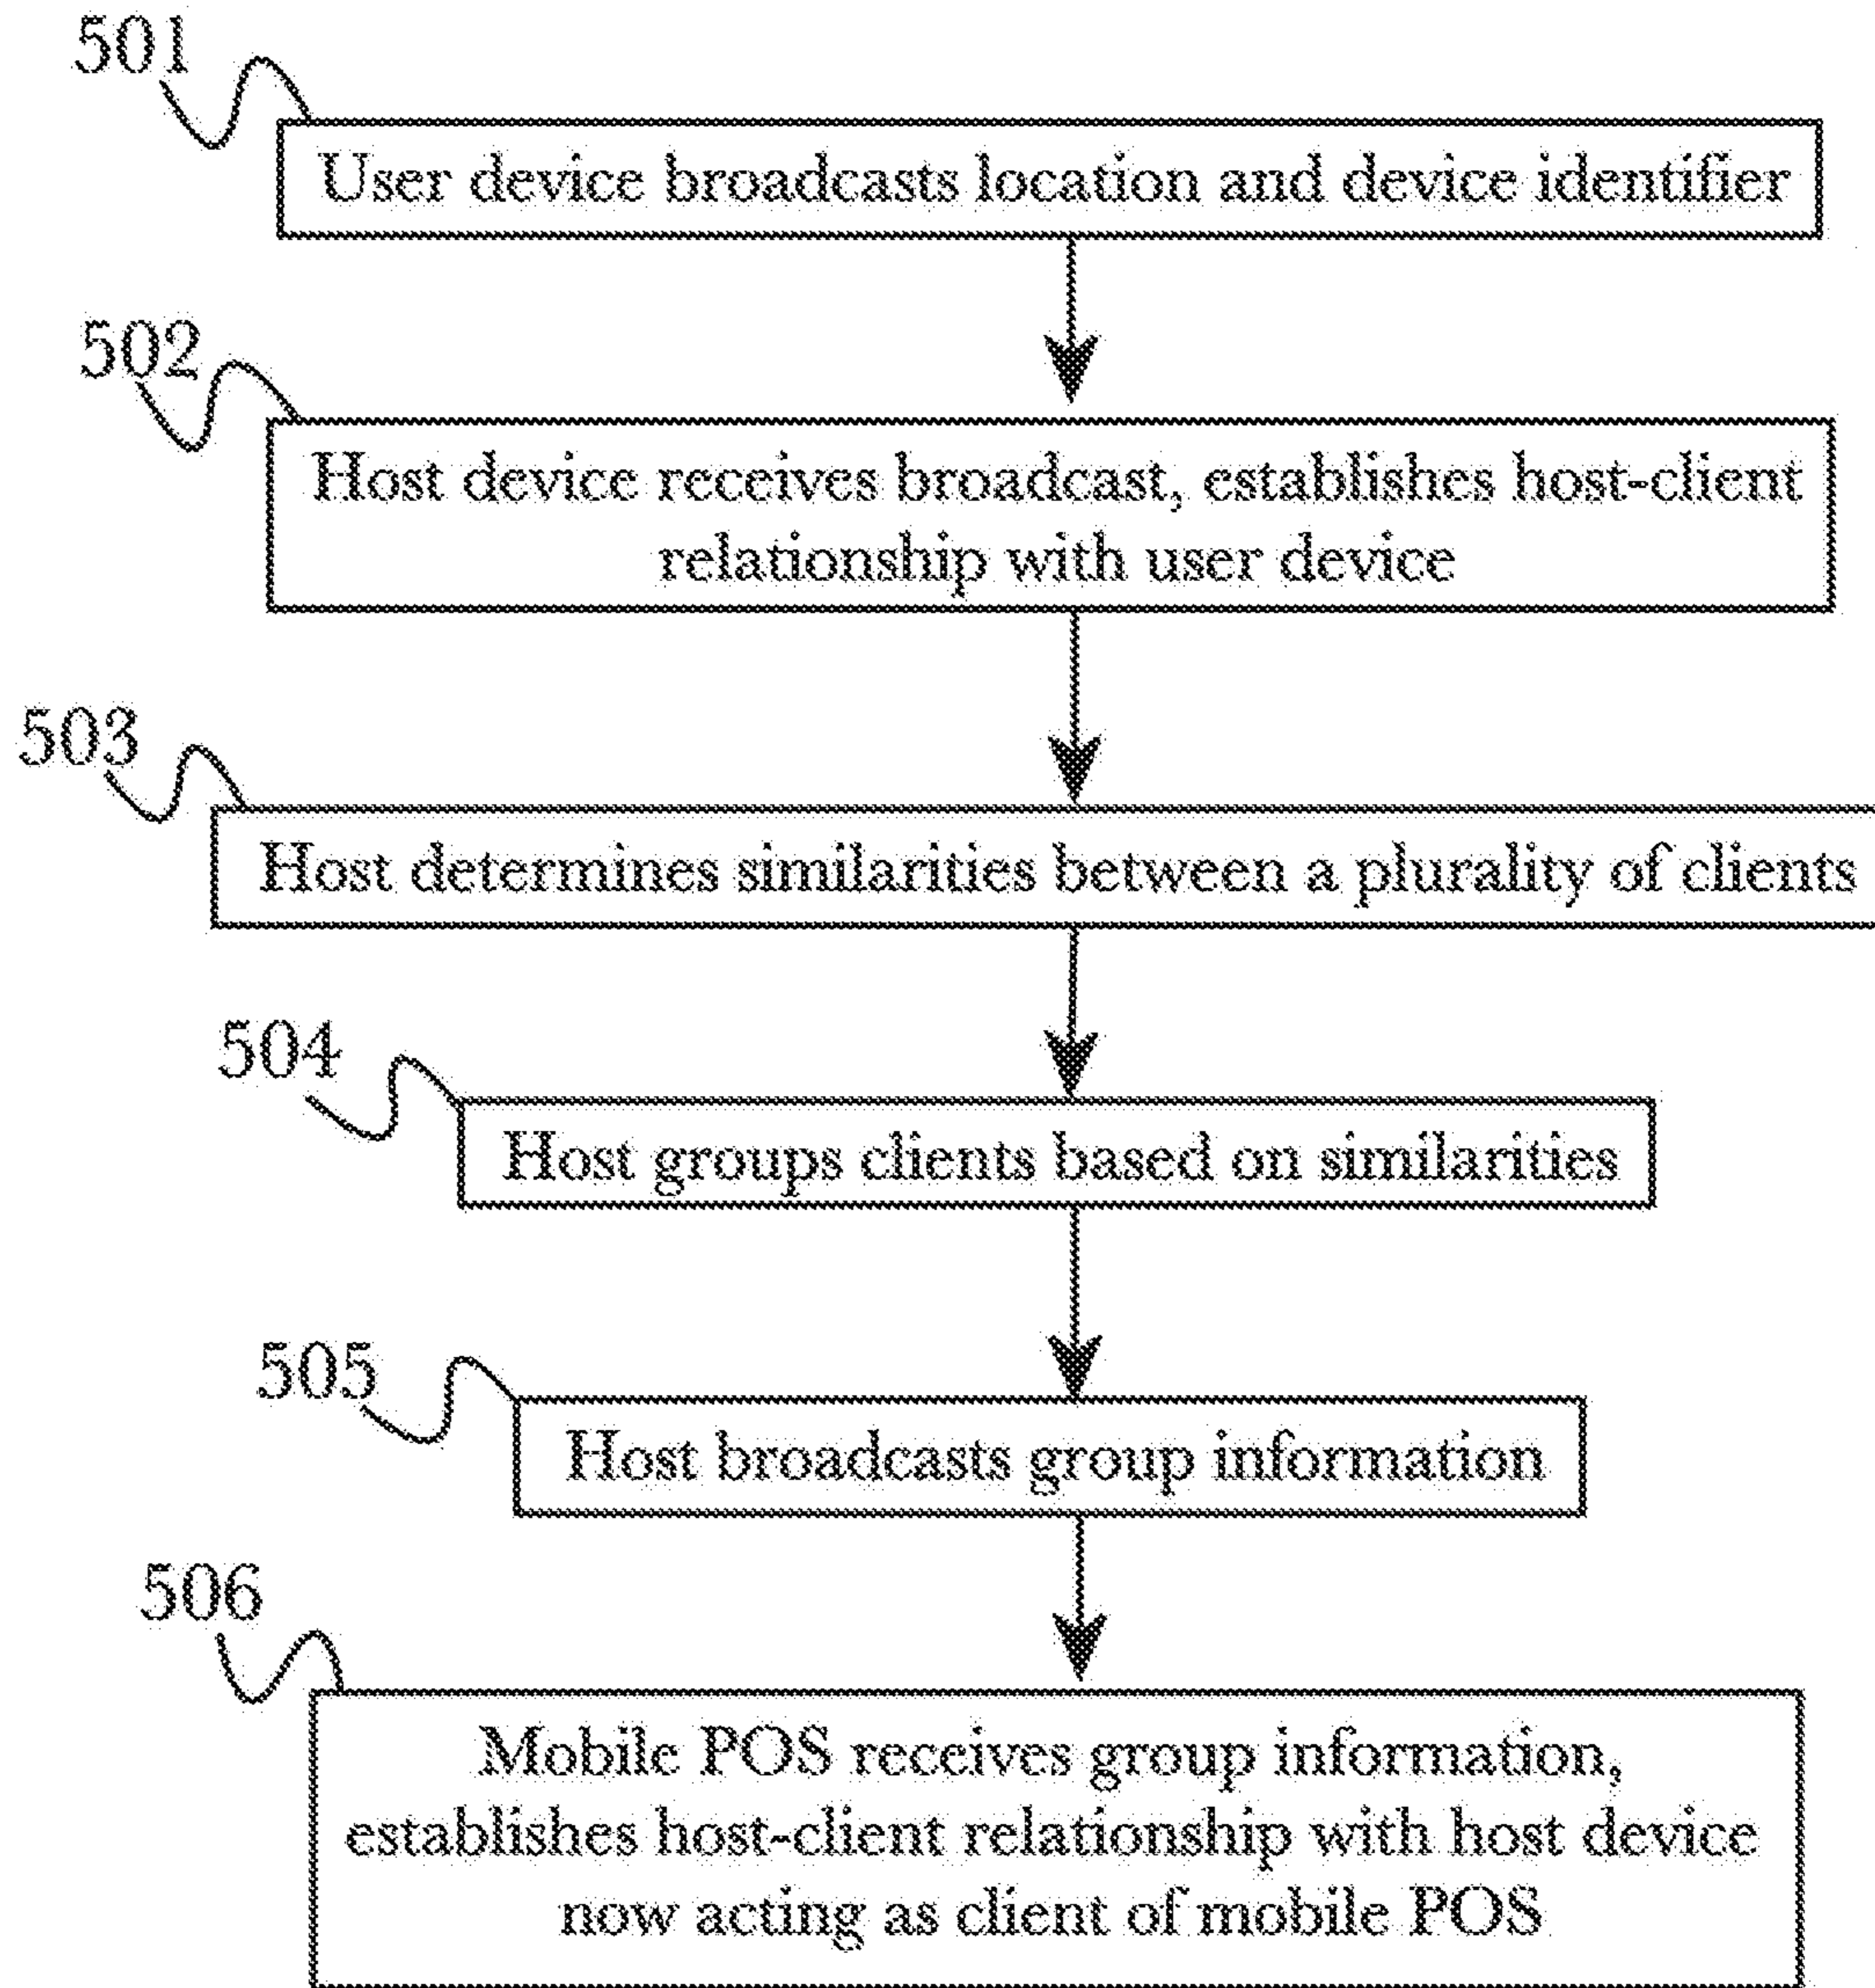 501
User device broadcasts location and device identifier
502
Host device receives broadcast, establishes host-client
relationship with user device
503
Host determines similarities between a plurality of clients
504
Host groups clients based on similarities
505
Host broadcasts group information
506
Mobile POS receives group information,
establishes host-client relationship with host device
now acting as client of mobile POS